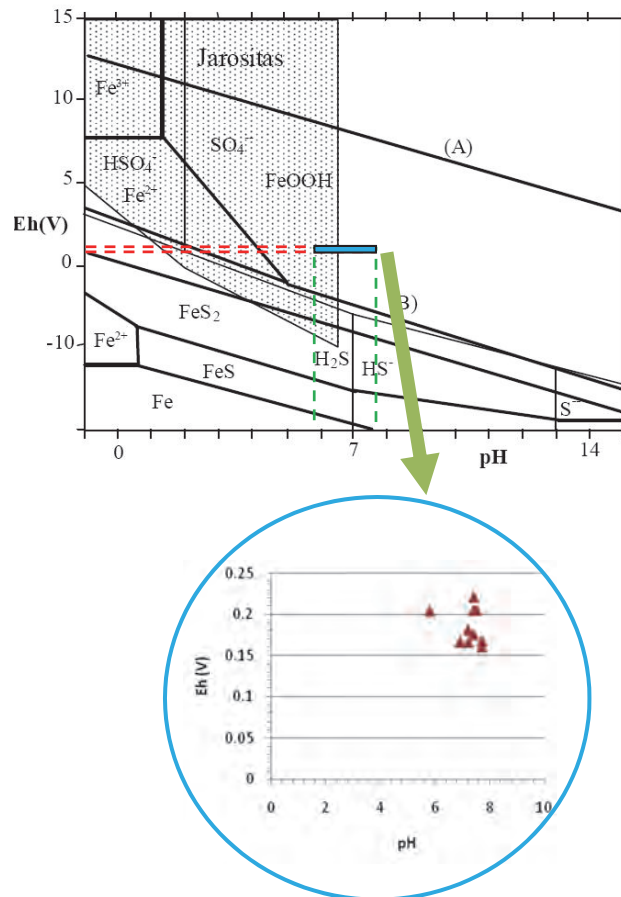 15
Jarositas
Fe³⁺
10
(A)
SO₄⁻⁻
HSO₄⁻
FeOOH
5
Fe²⁺
Eh(V)
0
B)
FeS₂
Fe²⁺
-10
H₂S
HS⁻
FeS
Fe
S⁻⁻
0
7
pH
14
0.25
0.2
0.15
Eh (V)
0.1
0.05
0
0
2
4
6
8
10
pH